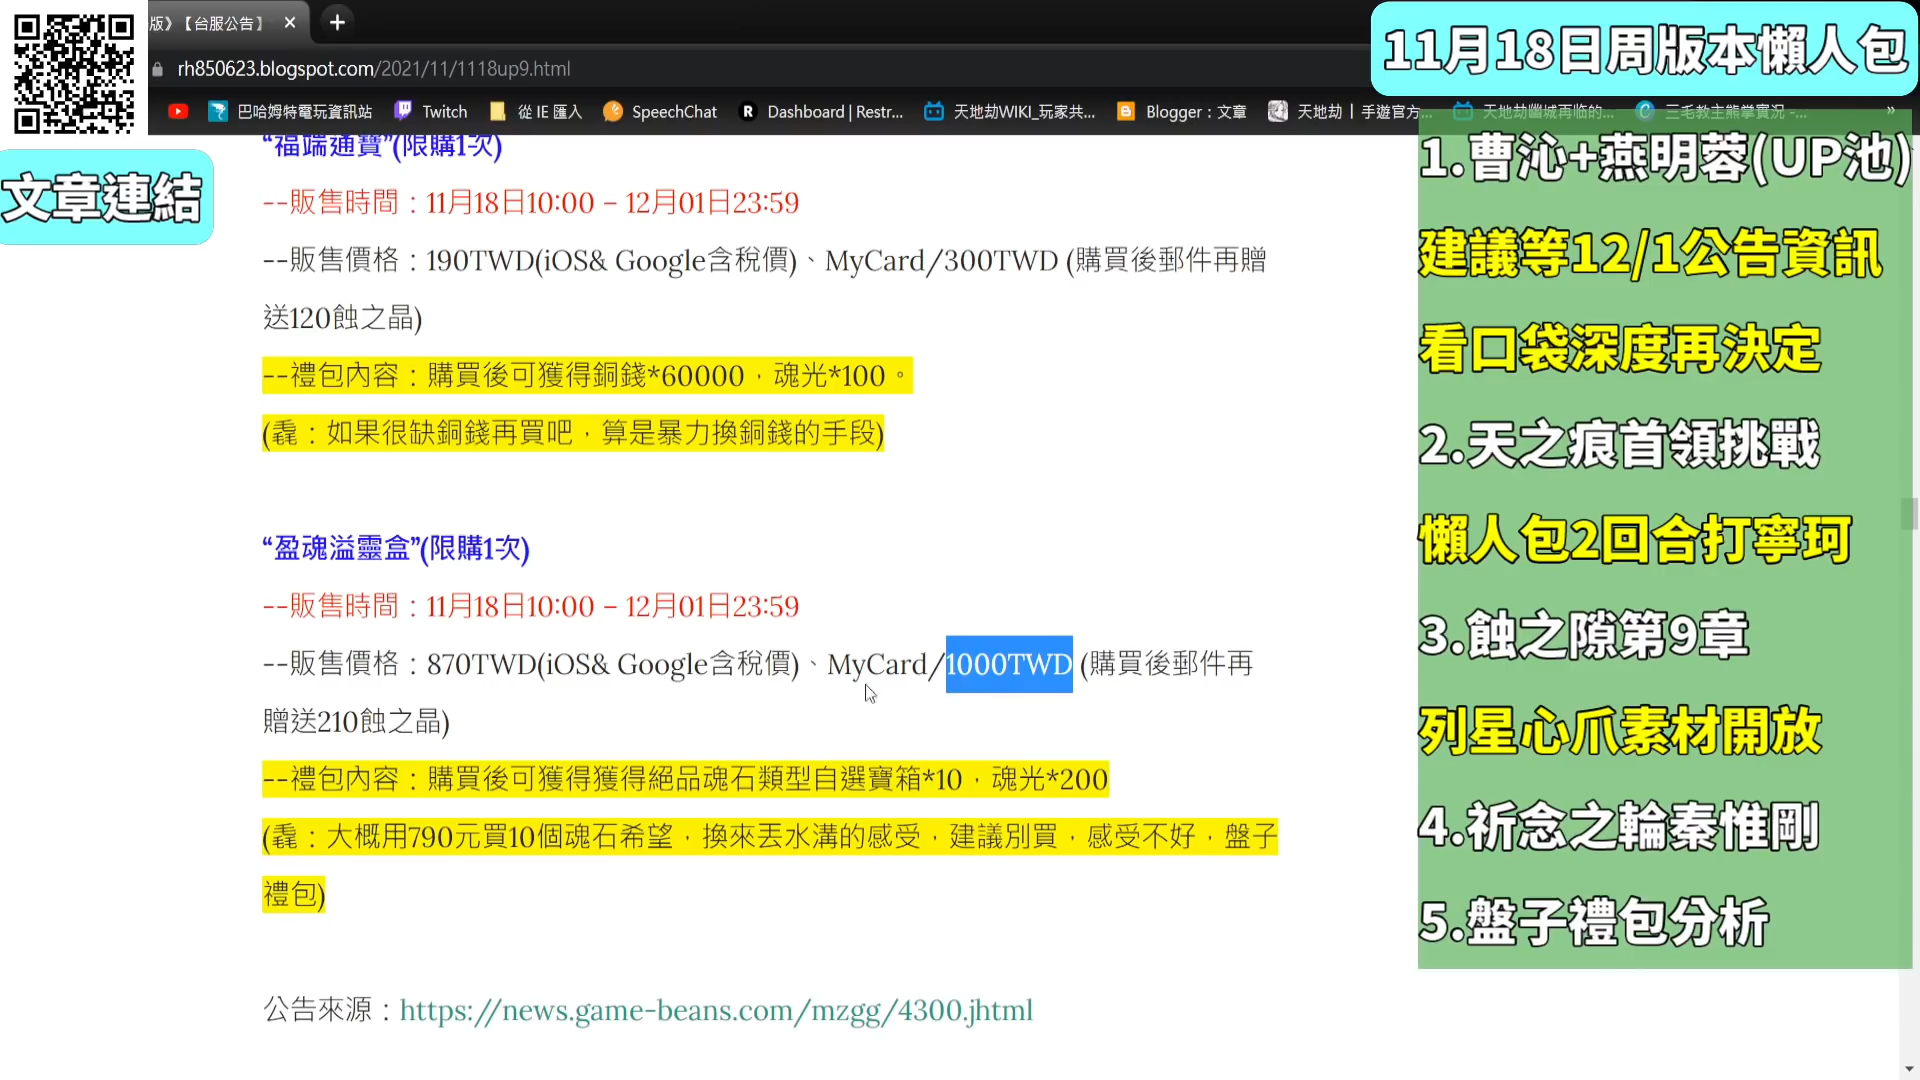 版》【台服公告】
rh850623.blogspot.com/2021/11/1118up9.html
巴哈姆特電玩資訊站 Twitch 從 IE 匯入 SpeechChat Dashboard | Restr... 天地劫WIKI_玩家共... Blogger：文章 天地劫丨手遊官方... 天地劫幽城再临的... 三毛教主熊掌實況 -... »
11月18日周版本懶人包
文章連結
“福端通寶”(限購1次)
--販售時間：11月18日10:00 – 12月01日23:59
--販售價格：190TWD(iOS& Google含稅價)、MyCard/300TWD (購買後郵件再贈
送120蝕之晶)
--禮包內容：購買後可獲得銅錢*60000，魂光*100。
(毳：如果很缺銅錢再買吧，算是暴力換銅錢的手段)
“盈魂溢靈盒”(限購1次)
--販售時間：11月18日10:00 – 12月01日23:59
--販售價格：870TWD(iOS& Google含稅價)、MyCard/1000TWD (購買後郵件再
贈送210蝕之晶)
--禮包內容：購買後可獲得獲得絕品魂石類型自選寶箱*10，魂光*200
(毳：大概用790元買10個魂石希望，換來丟水溝的感受，建議別買，感受不好，盤子
禮包)
公告來源：https://news.game-beans.com/mzgg/4300.jhtml
1.曹沁+燕明蓉(UP池)
建議等12/1公告資訊
看口袋深度再決定
2.天之痕首領挑戰
懶人包2回合打寧珂
3.蝕之隙第9章
列星心爪素材開放
4.祈念之輪秦惟剛
5.盤子禮包分析